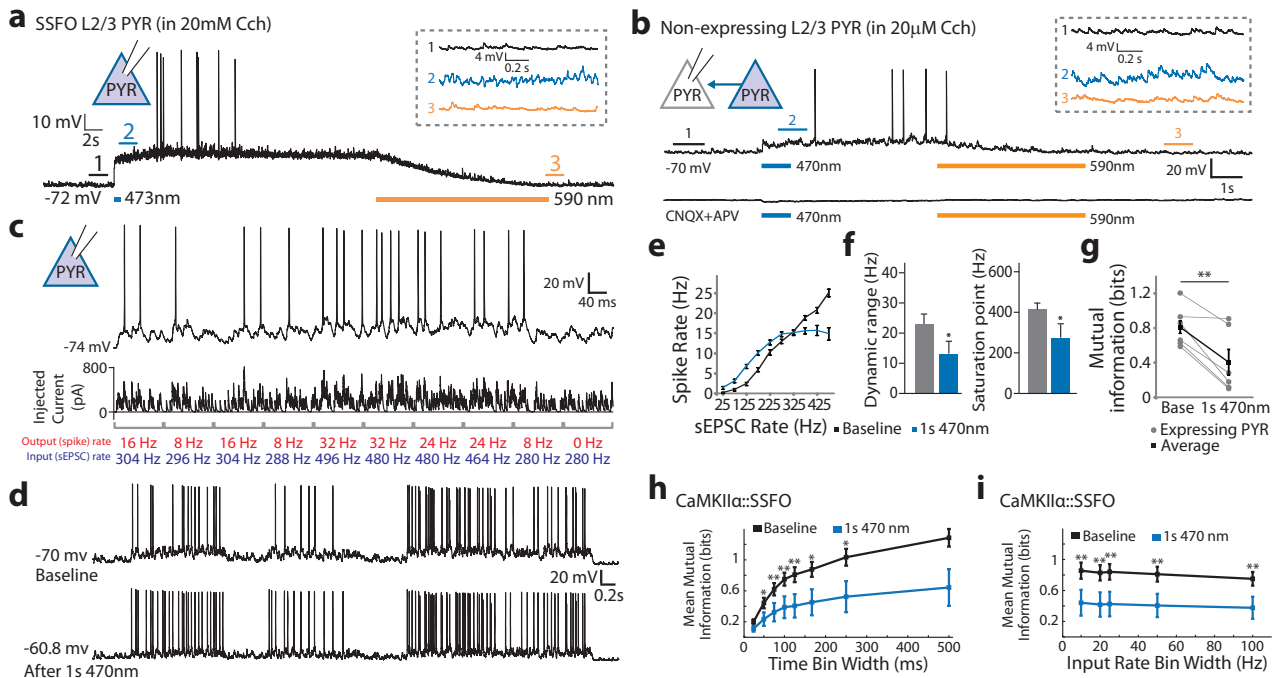 a SSFO L2/3 PYR (in 20mM Cch)
PYR
10 mV
2s
1
2
3
1
4 mV
0.2 s
2
3
-72 mV
473nm
590 nm
b Non-expressing L2/3 PYR (in 20µM Cch)
PYR
PYR
1
2
3
1
4 mV
0.2 s
2
3
-70 mV
470nm
590nm
20 mV
1s
CNQX+APV
470nm
590nm
c
PYR
20 mV
40 ms
-74 mV
800
0
Injected
Current
(pA)
Output (spike) rate
16 Hz 8 Hz 16 Hz 8 Hz 32 Hz 32 Hz 24 Hz 24 Hz 8 Hz 0 Hz
Input (sEPSC) rate
304 Hz 296 Hz 304 Hz 288 Hz 496 Hz 480 Hz 480 Hz 464 Hz 280 Hz 280 Hz
d
-70 mv
Baseline
20 mV
0.2s
-60.8 mv
After 1s 470nm
e
Spike Rate (Hz)
25
20
15
10
5
0
25 125 225 325 425
sEPSC Rate (Hz)
Baseline
1s 470nm
f
Dynamic range (Hz)
40
30
20
10
0
*
Saturation point (Hz)
600
400
200
0
*
g
Mutual
information (bits)
1.2
0.8
0.4
0
**
Base 1s 470nm
Expressing PYR
Average
h CaMKIIα::SSFO
Baseline
1s 470 nm
Mean Mutual
Information (bits)
1
0.6
0.2
* ** ** ** * *
0 100 200 300 400 500
Time Bin Width (ms)
i CaMKIIα::SSFO
Baseline
1s 470 nm
Mean Mutual
Information (bits)
1
0.6
0.2
** ** ** ** **
0 20 40 60 80 100
Input Rate Bin Width (Hz)